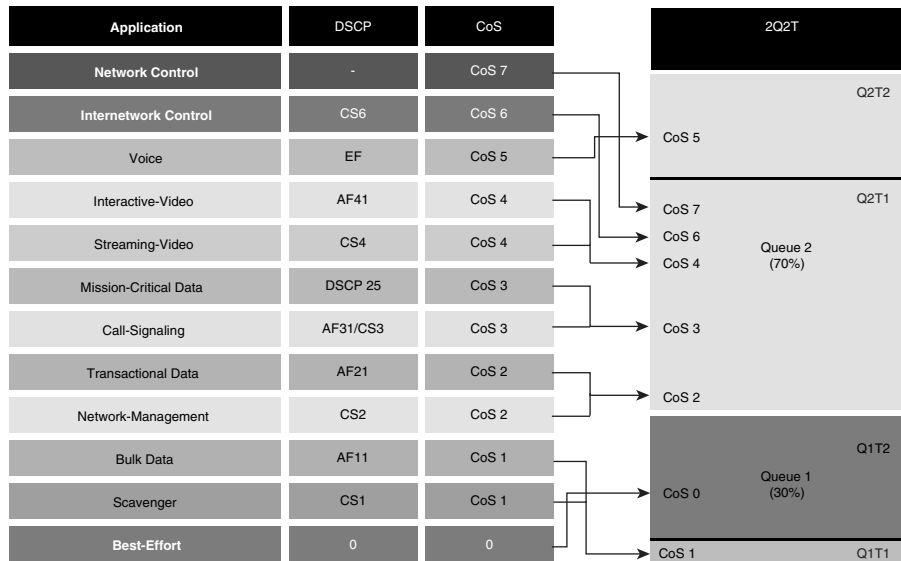 Application DSCP CoS 2Q2T
Network Control - CoS 7
Internetwork Control CS6 CoS 6
Voice EF CoS 5
Interactive-Video AF41 CoS 4
Streaming-Video CS4 CoS 4
Mission-Critical Data DSCP 25 CoS 3
Call-Signaling AF31/CS3 CoS 3
Transactional Data AF21 CoS 2
Network-Management CS2 CoS 2
Bulk Data AF11 CoS 1
Scavenger CS1 CoS 1
Best-Effort 0 0
Q2T2
CoS 5
Q2T1
CoS 7
CoS 6
CoS 4
Queue 2
(70%)
CoS 3
CoS 2
Q1T2
Queue 1
(30%)
CoS 0
CoS 1 Q1T1